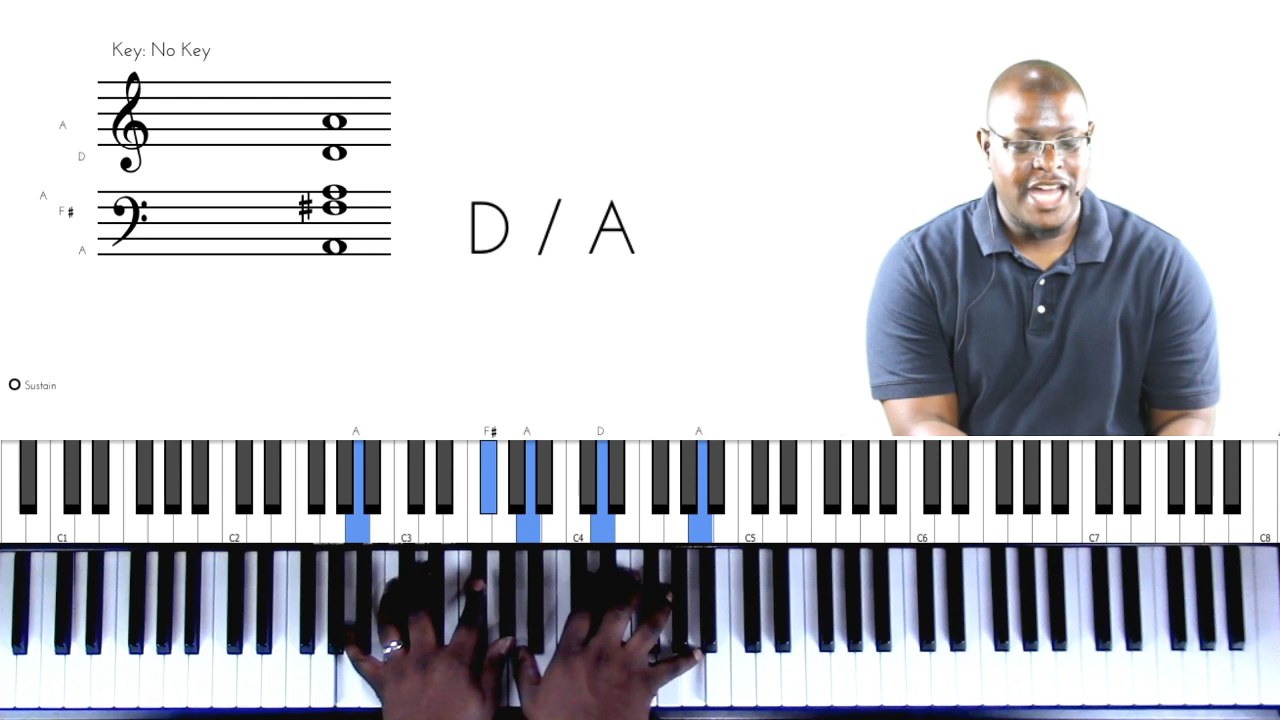 Key: No Key
A
D
A
F#
A
D / A
Sustain
A F# A D A
C1 C2 C3 C4 C5 C6 C7 C8